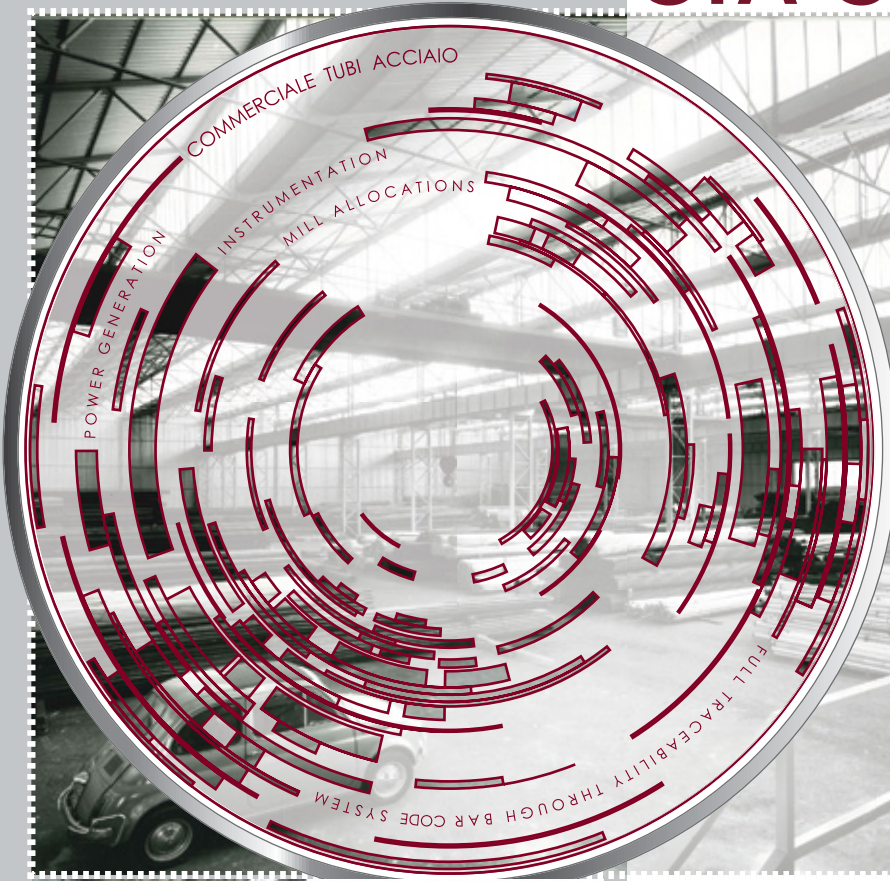 COMMERCIALE TUBI ACCIAIO
INSTRUMENTATION
MILL ALLOCATIONS
POWER GENERATION
FULL TRACEABILITY THROUGH BAR CODE SYSTEM